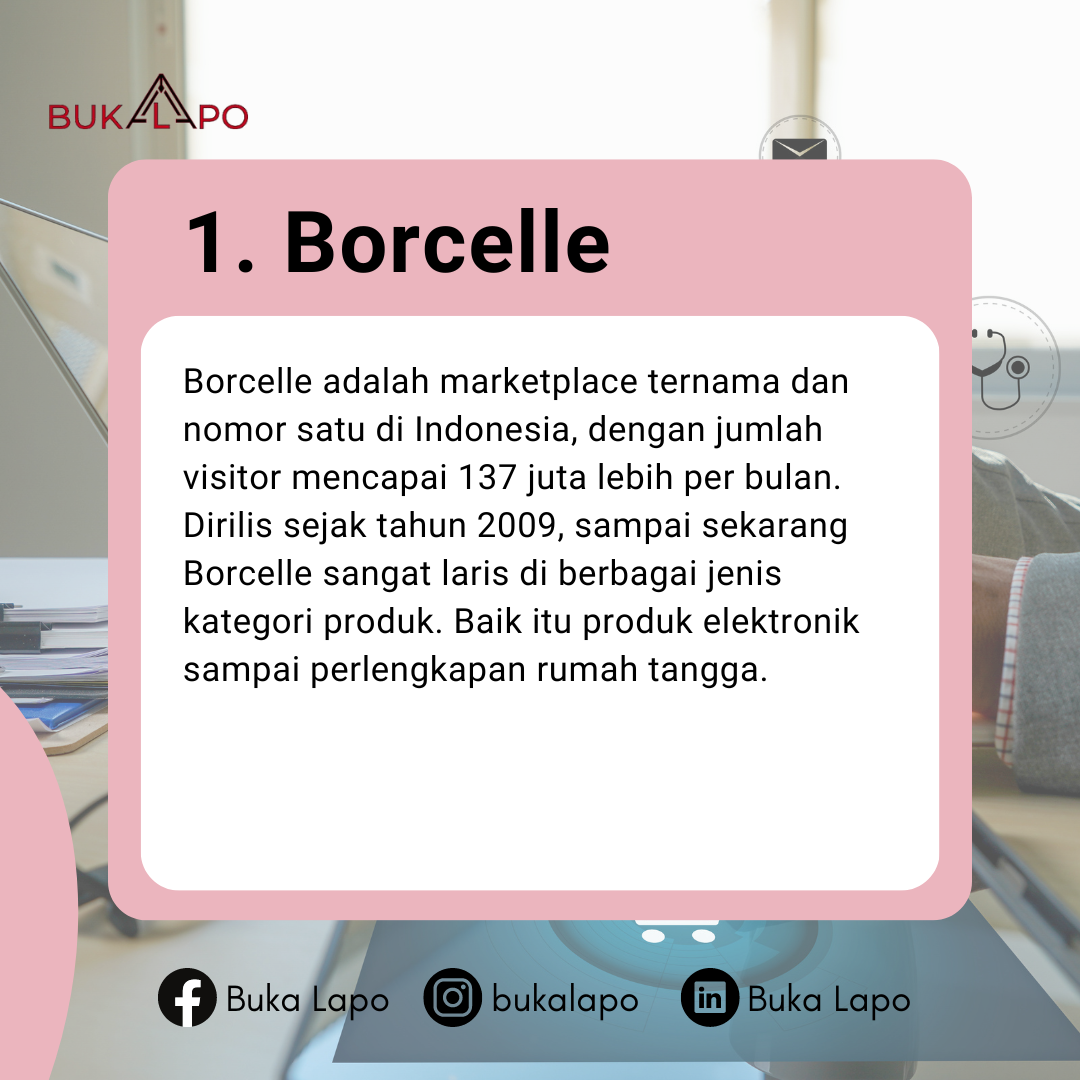 BUKALAPO
1. Borcelle
Borcelle adalah marketplace ternama dan
nomor satu di Indonesia, dengan jumlah
visitor mencapai 137 juta lebih per bulan.
Dirilis sejak tahun 2009, sampai sekarang
Borcelle sangat laris di berbagai jenis
kategori produk. Baik itu produk elektronik
sampai perlengkapan rumah tangga.
Buka Lapo bukalapo Buka Lapo